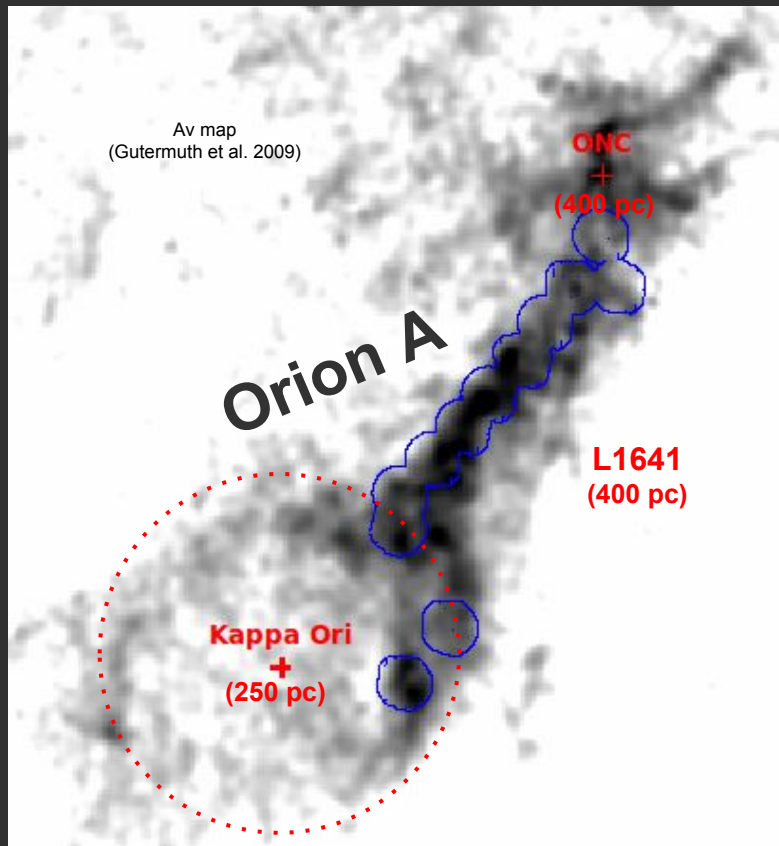 Av map
(Gutermuth et al. 2009)
ONC
(400 pc)
Orion A
L1641
(400 pc)
Kappa Ori
(250 pc)